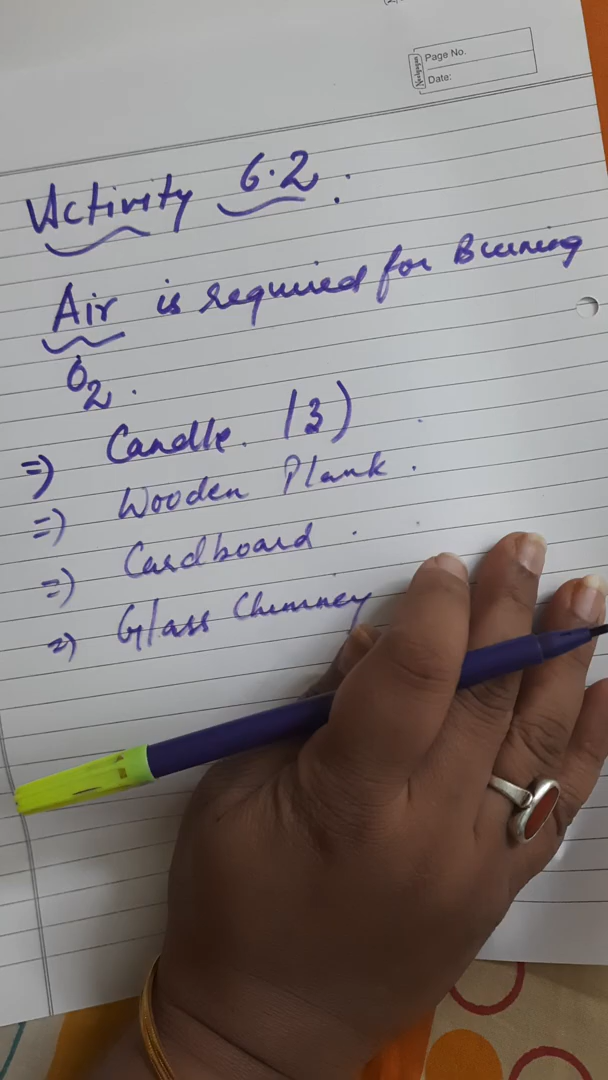 Page No.
Date:
Activity 6.2 :
Air is required for Burning
O2.
=) Candle. (3)
=) Wooden Plank.
=) Cardboard.
=) Glass Chimney